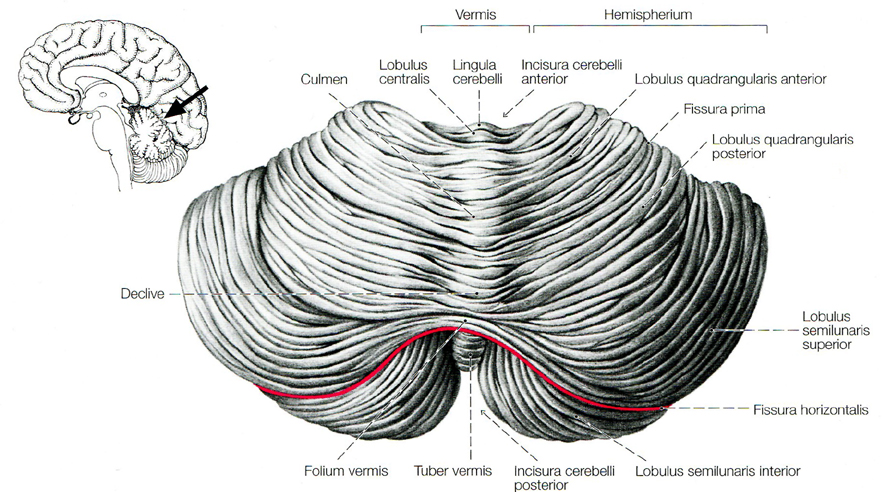 Vermis
Hemispherium
Culmen
Lobulus
centralis
Lingula
cerebelli
Incisura cerebelli
anterior
Lobulus quadrangularis anterior
Fissura prima
Lobulus quadrangularis
posterior
Declive
Lobulus
semilunaris
superior
Fissura horizontalis
Folium vermis
Tuber vermis
Incisura cerebelli
posterior
Lobulus semilunaris interior